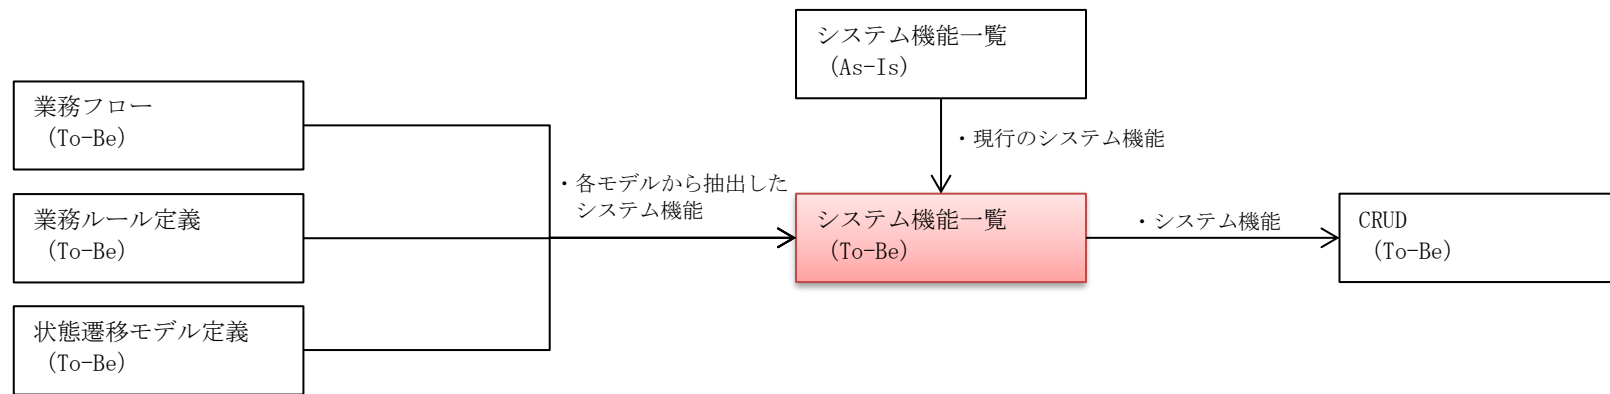 システム機能一覧
(As-Is)
業務フロー
(To-Be)
・現行のシステム機能
・各モデルから抽出した
システム機能
業務ルール定義
(To-Be)
システム機能一覧
(To-Be)
・システム機能
CRUD
(To-Be)
状態遷移モデル定義
(To-Be)